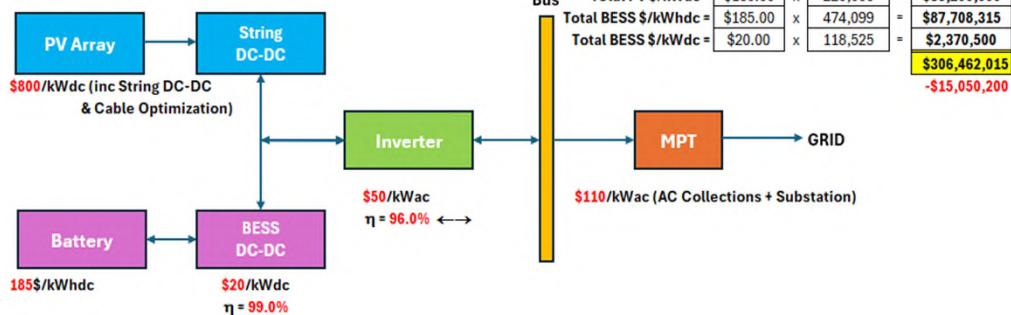 Bus
Total BESS $/kWhdc = $185.00 x 474,099 = $87,708,315
Total BESS $/kWdc = $20.00 x 118,525 = $2,370,500
$306,462,015
-$15,050,200
PV Array
String
DC-DC
$800/kWdc (inc String DC-DC
& Cable Optimization)
Inverter
MPT
GRID
$50/kWac
η = 96.0% ←→
$110/kWac (AC Collections + Substation)
Battery
BESS
DC-DC
185$/kWhdc
$20/kWdc
η = 99.0%